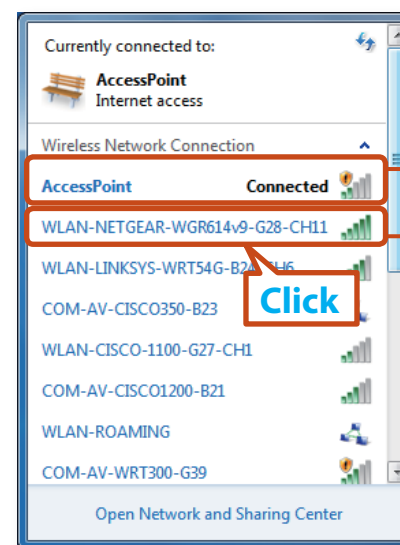 Currently connected to:
AccessPoint
Internet access
Wireless Network Connection
AccessPoint Connected
WLAN-NETGEAR-WGR614v9-G28-CH11
WLAN-LINKSYS-WRT54G-B24-CH6
Click
COM-AV-CISCO350-B23
WLAN-CISCO-1100-G27-CH1
COM-AV-CISCO1200-B21
WLAN-ROAMING
COM-AV-WRT300-G39
Open Network and Sharing Center